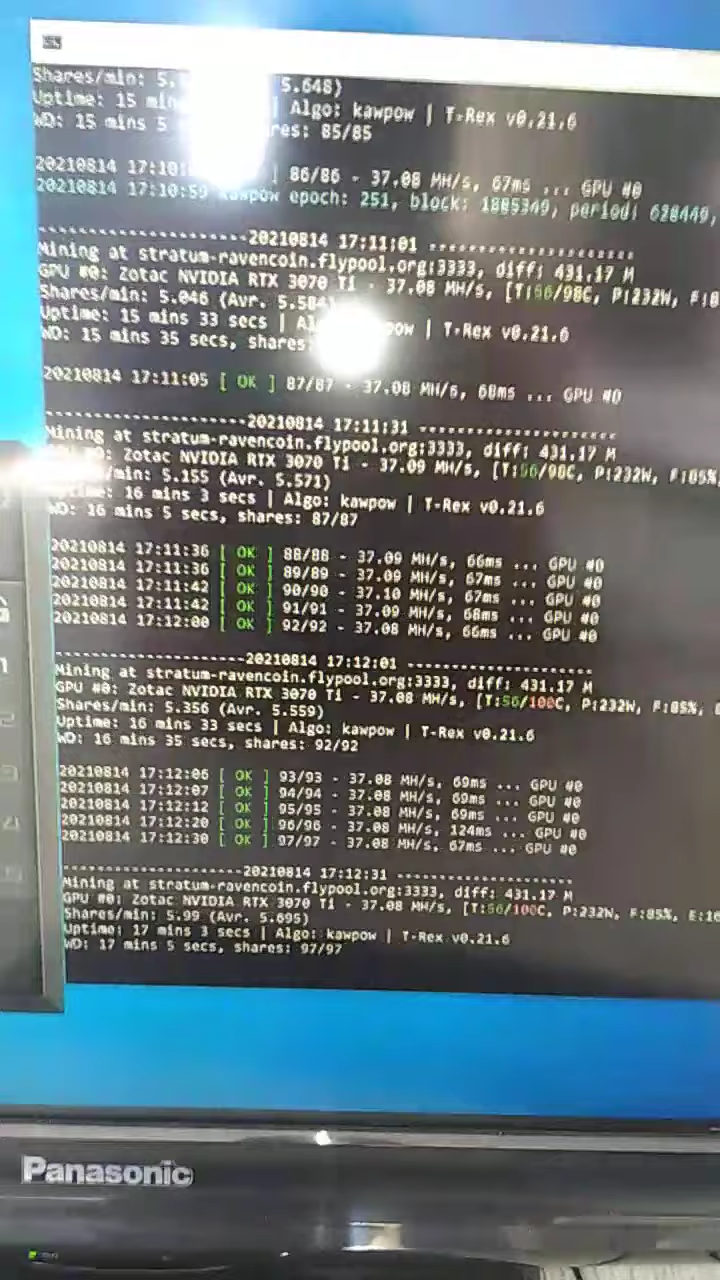 Shares/min: 5. 5.648)
Uptime: 15 min | Algo: kawpow | T-Rex v0.21.6
WD: 15 mins 5 res: 85/85
20210814 17:10: ] 86/86 - 37.08 MH/s, 67ms ... GPU #0
20210814 17:10:59 kawpow epoch: 251, block: 1885349, period: 628449,
--------------------20210814 17:11:01 --------------------
Mining at stratum-ravencoin.flypool.org:3333, diff: 431.17 M
GPU #0: Zotac NVIDIA RTX 3070 Ti - 37.08 MH/s, [T:56/98C, P:232W, F:8
Shares/min: 5.046 (Avr. 5.584)
Uptime: 15 mins 33 secs | Al pow | T-Rex v0.21.6
WD: 15 mins 35 secs, shares:
20210814 17:11:05 [ OK ] 87/87 - 37.08 MH/s, 68ms ... GPU #0
--------------------20210814 17:11:31 --------------------
Mining at stratum-ravencoin.flypool.org:3333, diff: 431.17 M
#0: Zotac NVIDIA RTX 3070 Ti - 37.09 MH/s, [T:56/98C, P:232W, F:85%,
/min: 5.155 (Avr. 5.571)
Uptime: 16 mins 3 secs | Algo: kawpow | T-Rex v0.21.6
WD: 16 mins 5 secs, shares: 87/87
20210814 17:11:36 [ OK ] 88/88 - 37.09 MH/s, 66ms ... GPU #0
20210814 17:11:36 [ OK ] 89/89 - 37.09 MH/s, 67ms ... GPU #0
20210814 17:11:42 [ OK ] 90/90 - 37.10 MH/s, 67ms ... GPU #0
20210814 17:11:42 [ OK ] 91/91 - 37.09 MH/s, 68ms ... GPU #0
20210814 17:12:00 [ OK ] 92/92 - 37.08 MH/s, 66ms ... GPU #0
--------------------20210814 17:12:01 --------------------
Mining at stratum-ravencoin.flypool.org:3333, diff: 431.17 M
GPU #0: Zotac NVIDIA RTX 3070 Ti - 37.08 MH/s, [T:56/100C, P:232W, F:85%,
Shares/min: 5.356 (Avr. 5.559)
Uptime: 16 mins 33 secs | Algo: kawpow | T-Rex v0.21.6
WD: 16 mins 35 secs, shares: 92/92
20210814 17:12:06 [ OK ] 93/93 - 37.08 MH/s, 69ms ... GPU #0
20210814 17:12:07 [ OK ] 94/94 - 37.08 MH/s, 69ms ... GPU #0
20210814 17:12:12 [ OK ] 95/95 - 37.08 MH/s, 69ms ... GPU #0
20210814 17:12:20 [ OK ] 96/96 - 37.08 MH/s, 124ms ... GPU #0
20210814 17:12:30 [ OK ] 97/97 - 37.08 MH/s, 67ms ... GPU #0
--------------------20210814 17:12:31 --------------------
Mining at stratum-ravencoin.flypool.org:3333, diff: 431.17 M
GPU #0: Zotac NVIDIA RTX 3070 Ti - 37.08 MH/s, [T:56/100C, P:232W, F:85%, E:16
Shares/min: 5.99 (Avr. 5.695)
Uptime: 17 mins 3 secs | Algo: kawpow | T-Rex v0.21.6
WD: 17 mins 5 secs, shares: 97/97
Panasonic